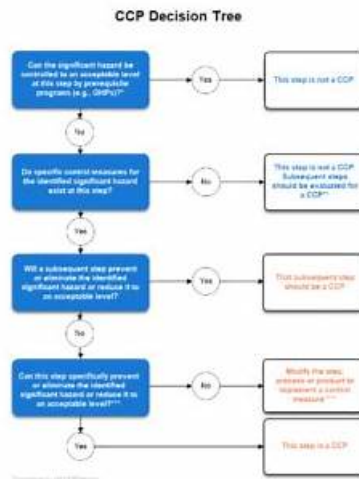 CCP Decision Tree
Can the significant hazard be
controlled to an acceptable level
at this step by prerequisite
programs (e.g., GHPs)?*
Yes
This step is not a CCP
No
Do specific control measures for
the identified significant hazard
exist at this step?
No
This step is not a CCP
Subsequent steps
should be evaluated for
a CCP**
Yes
Will a subsequent step prevent
or eliminate the identified
significant hazard or reduce it to
an acceptable level?
Yes
That subsequent step
should be a CCP
No
Can this step specifically prevent
or eliminate the identified
significant hazard or reduce it to
an acceptable level?***
No
Modify the step,
process or product to
implement a control
measure****
Yes
This step is a CCP